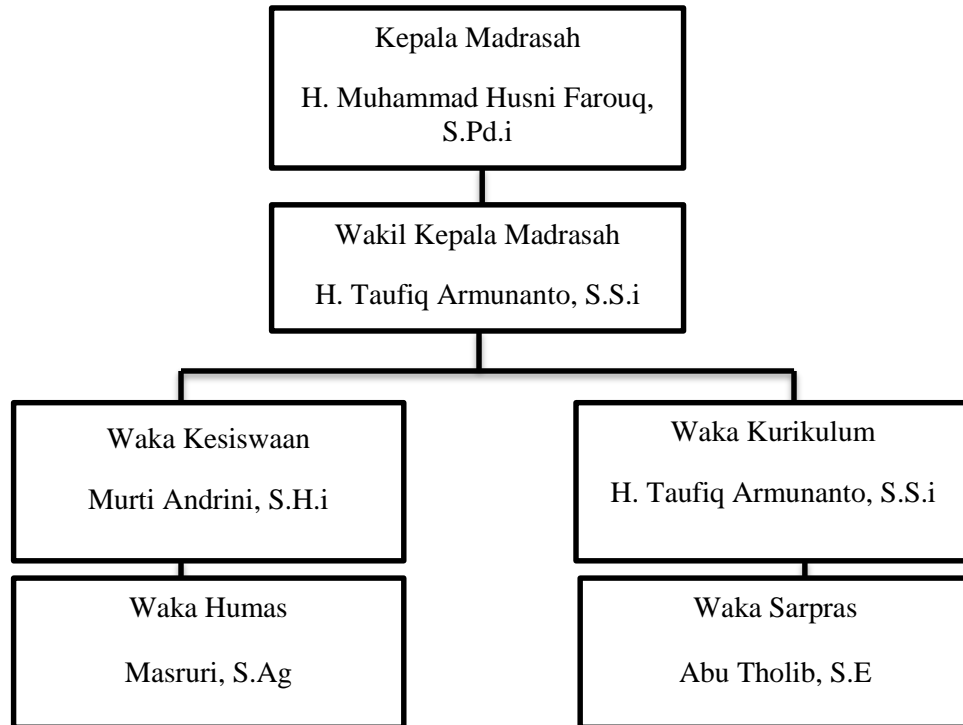 Kepala Madrasah
H. Muhammad Husni Farouq,
S.Pd.i
Wakil Kepala Madrasah
H. Taufiq Armunanto, S.S.i
Waka Kesiswaan
Murti Andrini, S.H.i
Waka Kurikulum
H. Taufiq Armunanto, S.S.i
Waka Humas
Masruri, S.Ag
Waka Sarpras
Abu Tholib, S.E